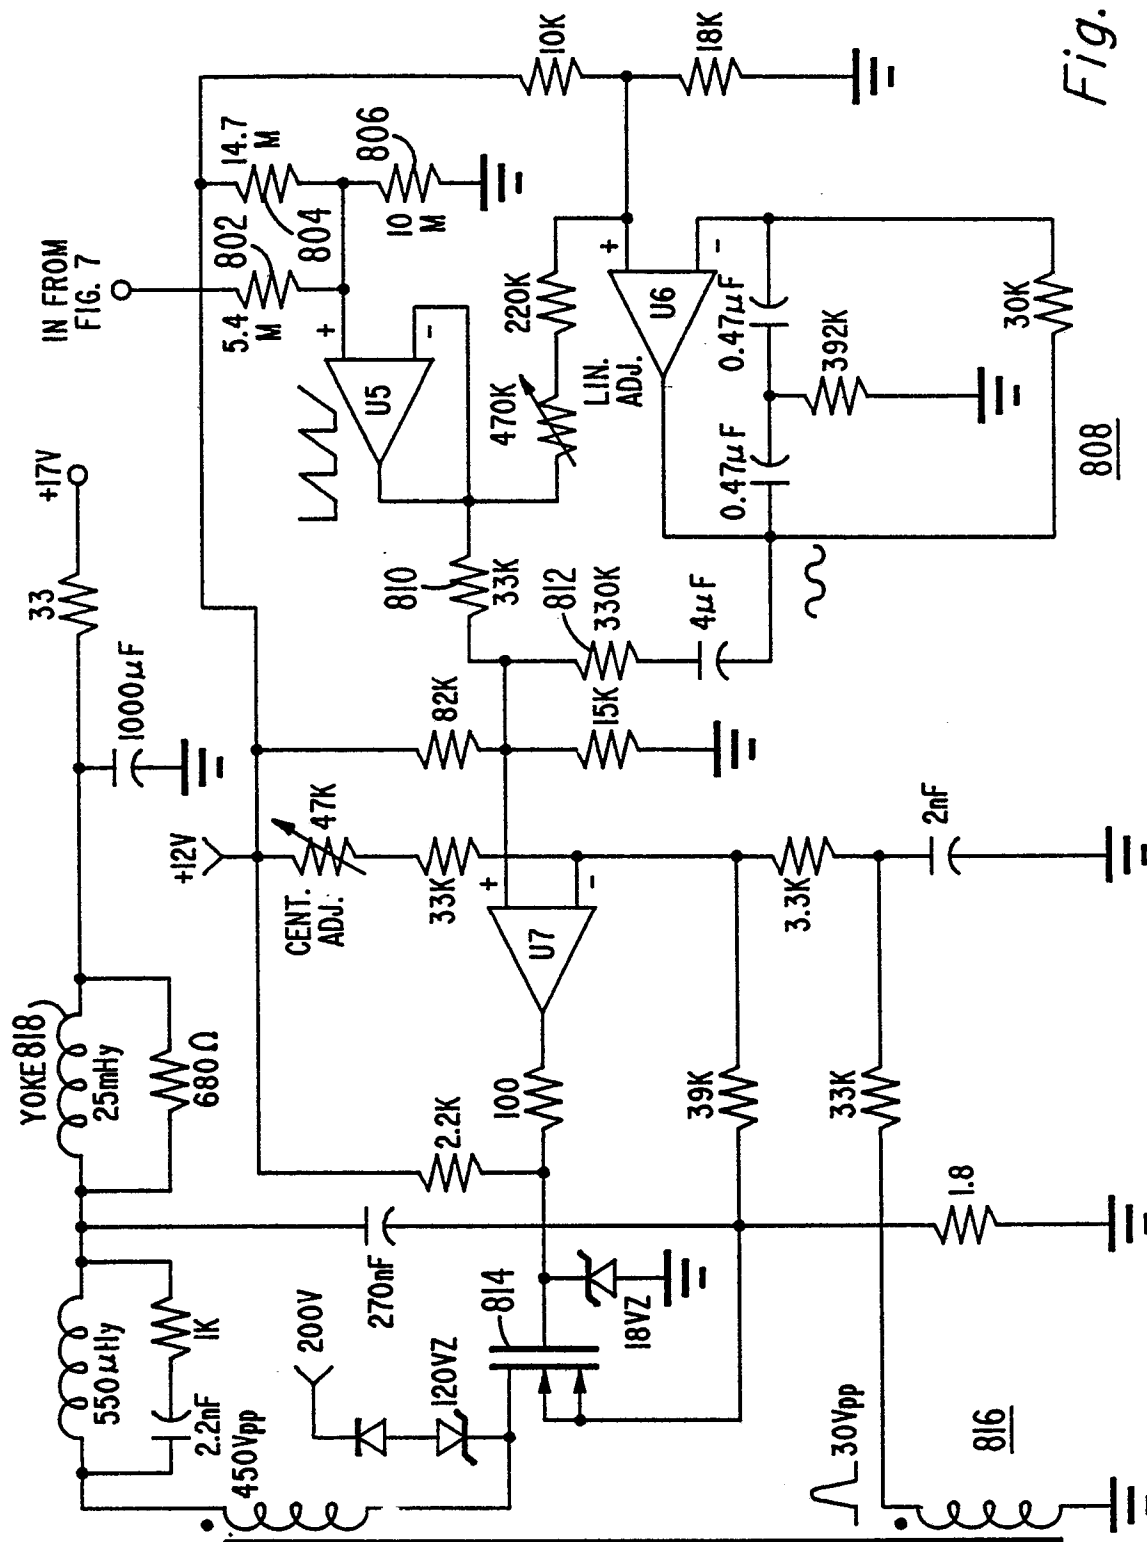 Fig.
10K
18K
14.7
M
804
806
10
M
802
5.4
M
IN FROM
FIG. 7
+
-
U5
220K
470K
LIN.
ADJ.
+
-
U6
0.47µF
0.47µF
392K
30K
808
+17V
33
1000µF
810
33K
812
330K
4µF
82K
15K
+12V
47K
CENT.
ADJ.
33K
+
-
U7
3.3K
2nF
YOKE 818
25mHy
680Ω
100
2.2K
39K
33K
1.8
550µHy
1K
2.2nF
270nF
200V
120VZ
814
18VZ
450Vpp
30Vpp
816